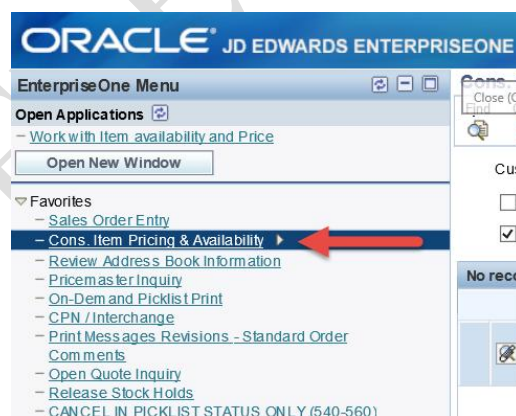 ORACLE® JD EDWARDS ENTERPRISEONE
EnterpriseOne Menu
Cons.
Close (C
Find
Open Applications
Work with Item availability and Price
Open New Window
Cus
Favorites
Sales Order Entry
Cons. Item Pricing & Availability
Review Address Book Information
Pricemaster Inquiry
No reco
On-Demand Picklist Print
CPN / Interchange
Print Messages Revisions - Standard Order
Comments
Open Quote Inquiry
Release Stock Holds
CANCEL IN PICKLIST STATUS ONLY (540-560)